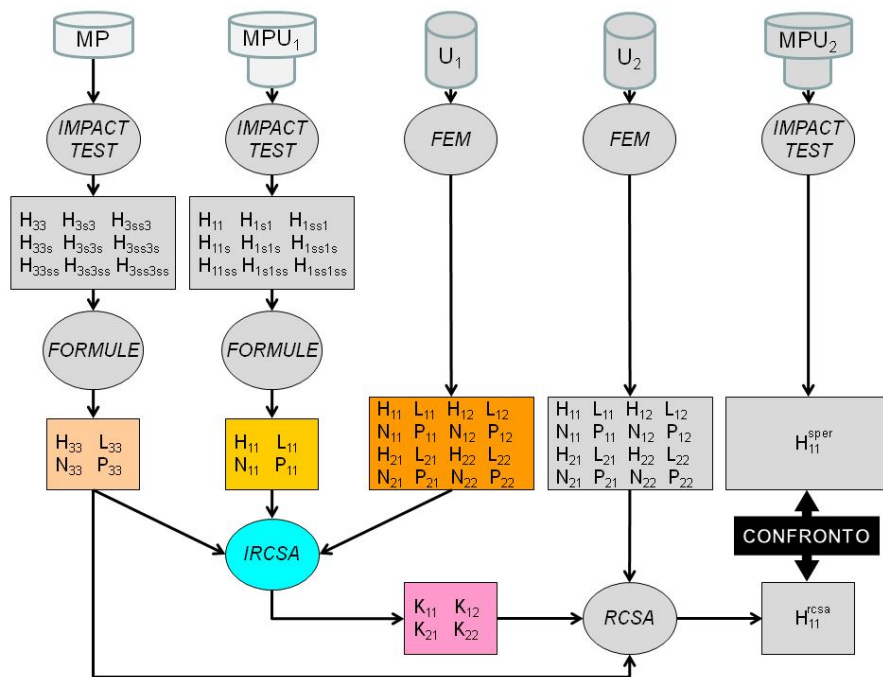 MP
MPU₁
U₁
U₂
MPU₂
IMPACT
TEST
IMPACT
TEST
FEM
FEM
IMPACT
TEST
H₃₃ H₃ₛ₃ H₃ₛₛ₃
H₃₃ₛ H₃ₛ₃ₛ H₃ₛₛ₃ₛ
H₃₃ₛₛ H₃ₛ₃ₛₛ H₃ₛₛ₃ₛₛ
H₁₁ H₁ₛ₁ H₁ₛₛ₁
H₁₁ₛ H₁ₛ₁ₛ H₁ₛₛ₁ₛ
H₁₁ₛₛ H₁ₛ₁ₛₛ H₁ₛₛ₁ₛₛ
FORMULE
FORMULE
H₃₃ L₃₃
N₃₃ P₃₃
H₁₁ L₁₁
N₁₁ P₁₁
H₁₁ L₁₁ H₁₂ L₁₂
N₁₁ P₁₁ N₁₂ P₁₂
H₂₁ L₂₁ H₂₂ L₂₂
N₂₁ P₂₁ N₂₂ P₂₂
H₁₁ L₁₁ H₁₂ L₁₂
N₁₁ P₁₁ N₁₂ P₁₂
H₂₁ L₂₁ H₂₂ L₂₂
N₂₁ P₂₁ N₂₂ P₂₂
H₁₁^sper
CONFRONTO
IRCSA
K₁₁ K₁₂
K₂₁ K₂₂
RCSA
H₁₁^rcsa